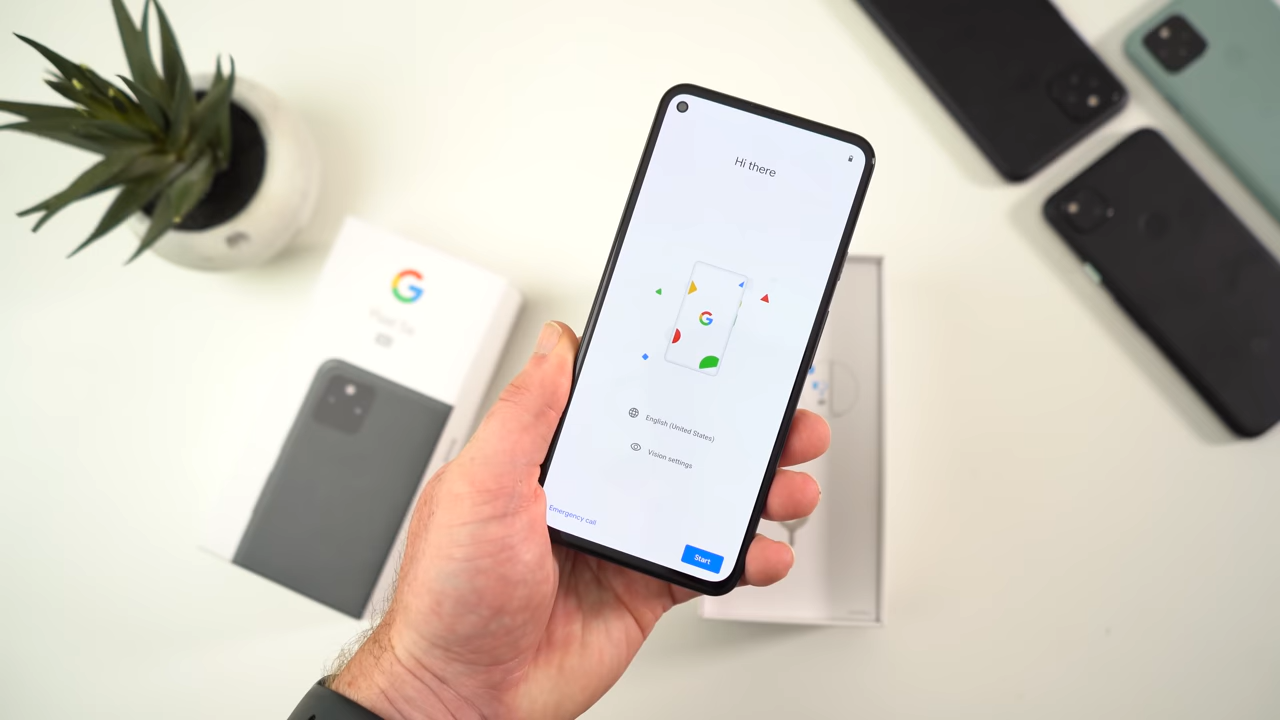 Hi there
English (United States)
Vision settings
Emergency call
Start
G
G